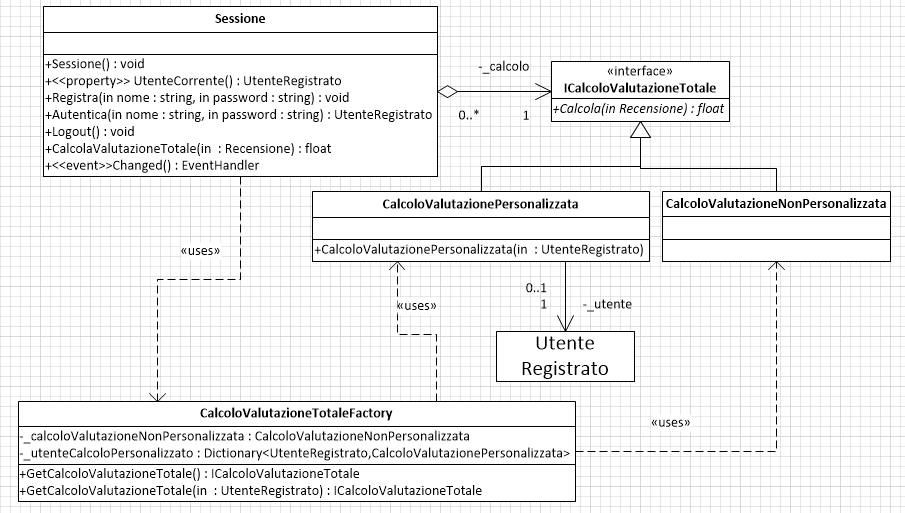 Sessione
+Sessione() : void
+<<property>> UtenteCorrente() : UtenteRegistrato
+Registra(in nome : string, in password : string) : void
+Autentica(in nome : string, in password : string) : UtenteRegistrato
+Logout() : void
+CalcolaValutazioneTotale(in  : Recensione) : float
+<<event>>Changed() : EventHandler
-_calcolo
0..*
1
«interface»
ICalcoloValutazioneTotale
+Calcola(in Recensione) : float
CalcoloValutazionePersonalizzata
+CalcoloValutazionePersonalizzata(in  : UtenteRegistrato)
CalcoloValutazioneNonPersonalizzata
«uses»
«uses»
0..1
1
-_utente
Utente
Registrato
«uses»
CalcoloValutazioneTotaleFactory
-_calcoloValutazioneNonPersonalizzata : CalcoloValutazioneNonPersonalizzata
-_utenteCalcoloPersonalizzato : Dictionary<UtenteRegistrato,CalcoloValutazionePersonalizzata>
+GetCalcoloValutazioneTotale() : ICalcoloValutazioneTotale
+GetCalcoloValutazioneTotale(in  : UtenteRegistrato) : ICalcoloValutazioneTotale